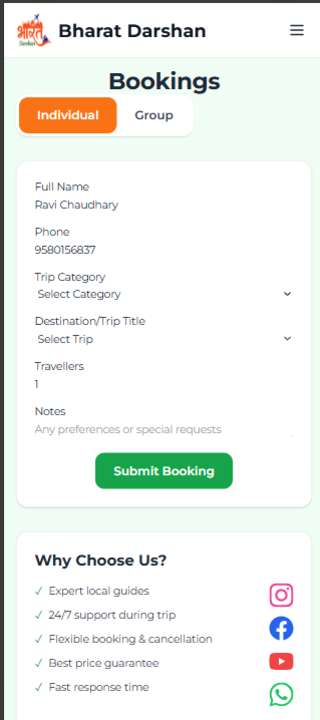 भारत
Darshan
Bharat Darshan
Bookings
Individual
Group
Full Name
Ravi Chaudhary
Phone
9580156837
Trip Category
Select Category
Destination/Trip Title
Select Trip
Travellers
1
Notes
Any preferences or special requests
Submit Booking
Why Choose Us?
✓ Expert local guides
✓ 24/7 support during trip
✓ Flexible booking & cancellation
✓ Best price guarantee
✓ Fast response time